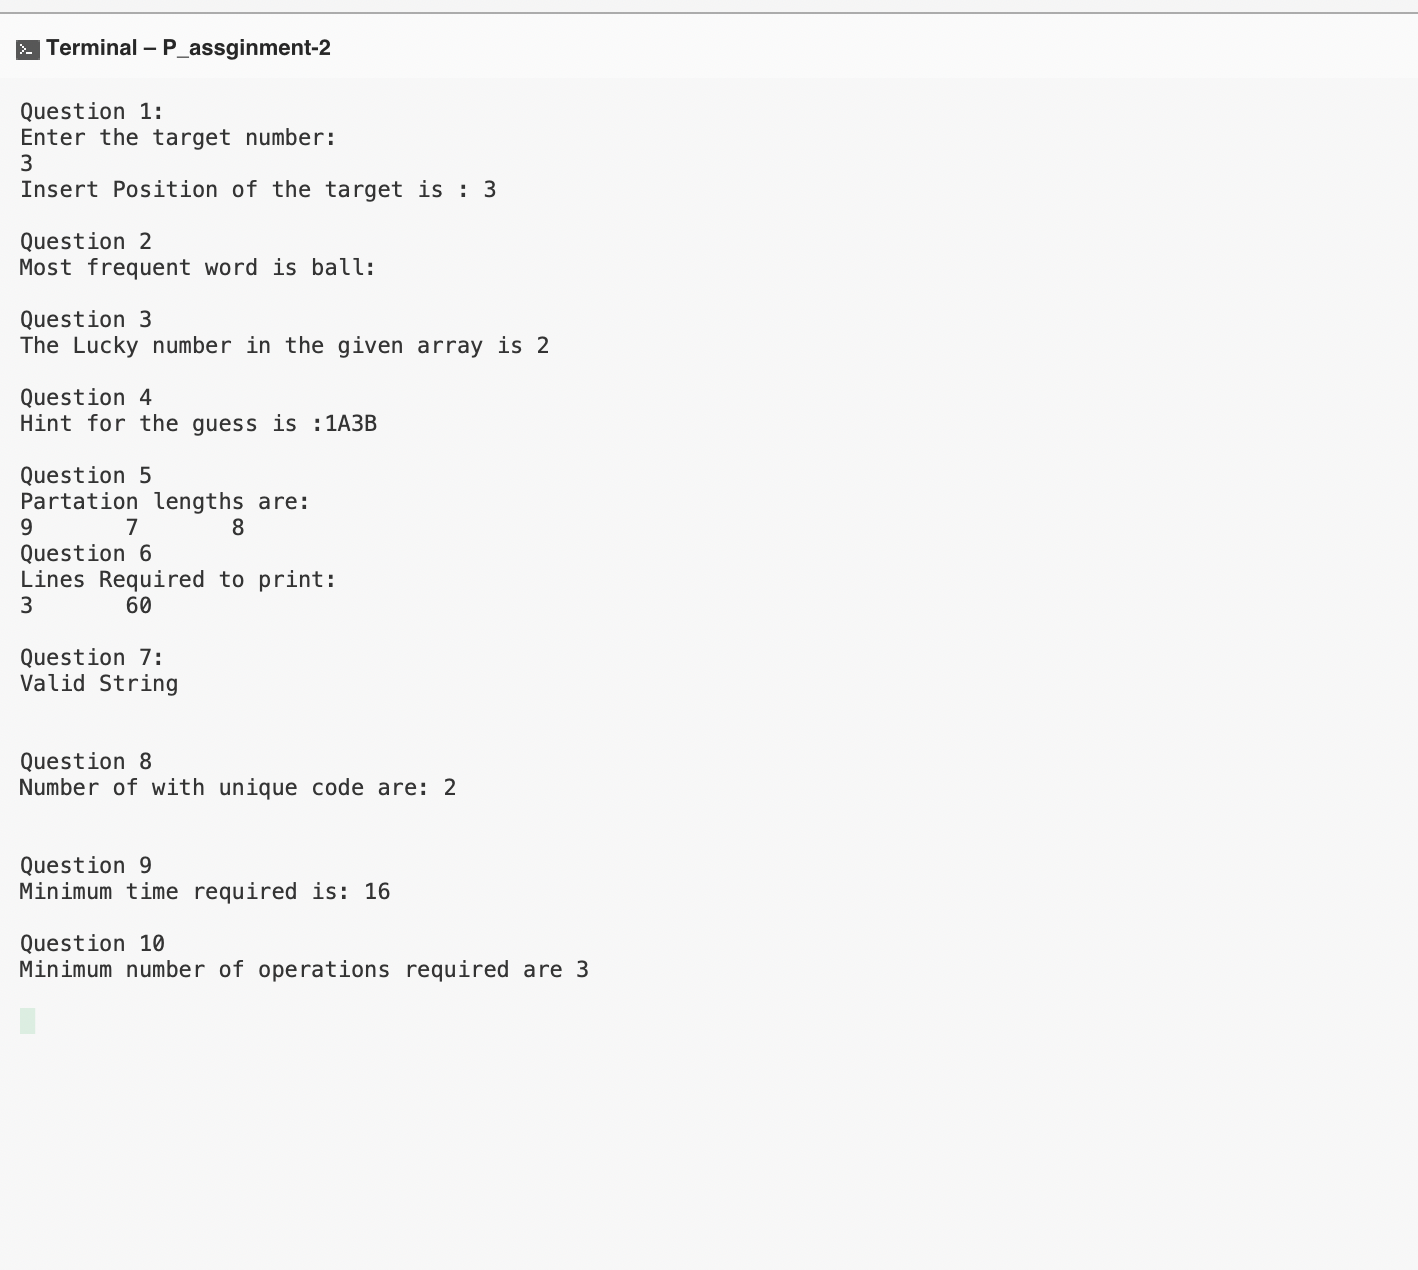 Terminal – P_assginment-2
Question 1:
Enter the target number:
3
Insert Position of the target is : 3
Question 2
Most frequent word is ball:
Question 3
The Lucky number in the given array is 2
Question 4
Hint for the guess is :1A3B
Question 5
Partation lengths are:
9 7 8
Question 6
Lines Required to print:
3 60
Question 7:
Valid String
Question 8
Number of with unique code are: 2
Question 9
Minimum time required is: 16
Question 10
Minimum number of operations required are 3